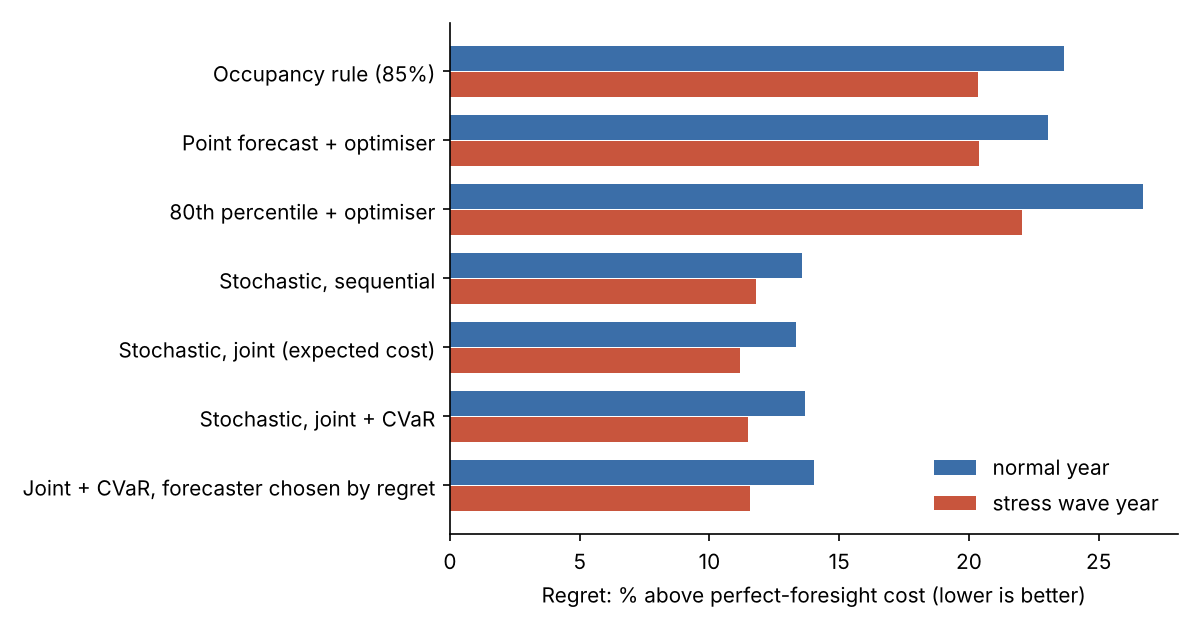 Occupancy rule (85%)
Point forecast + optimiser
80th percentile + optimiser
Stochastic, sequential
Stochastic, joint (expected cost)
Stochastic, joint + CVaR
Joint + CVaR, forecaster chosen by regret
normal year
stress wave year
0 5 10 15 20 25
Regret: % above perfect-foresight cost (lower is better)